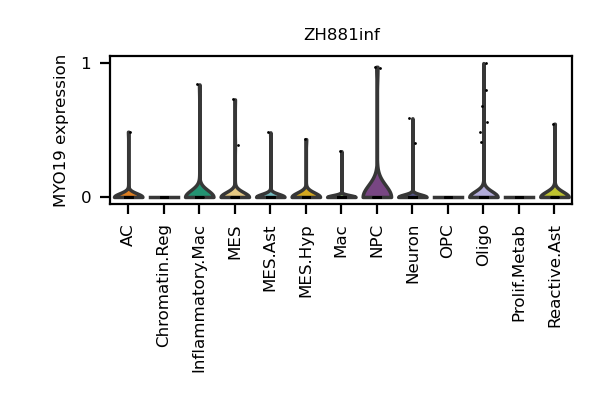 ZH881inf
MYO19 expression
1
0
AC
Chromatin.Reg
Inflammatory.Mac
MES
MES.Ast
MES.Hyp
Mac
NPC
Neuron
OPC
Oligo
Prolif.Metab
Reactive.Ast